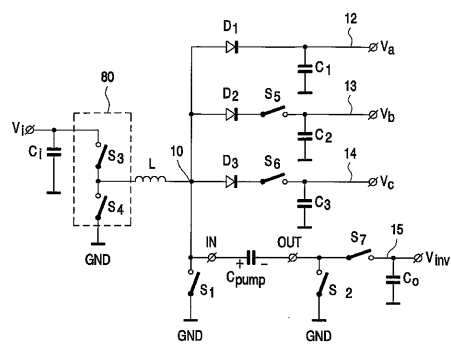 D1
12
Va
C1
80
D2
S5
13
Vb
C2
Vi
Ci
S3
L
10
D3
S6
14
Vc
C3
S4
GND
IN
+
-
Cpump
OUT
S7
15
Vinv
S1
S 2
Co
GND
GND